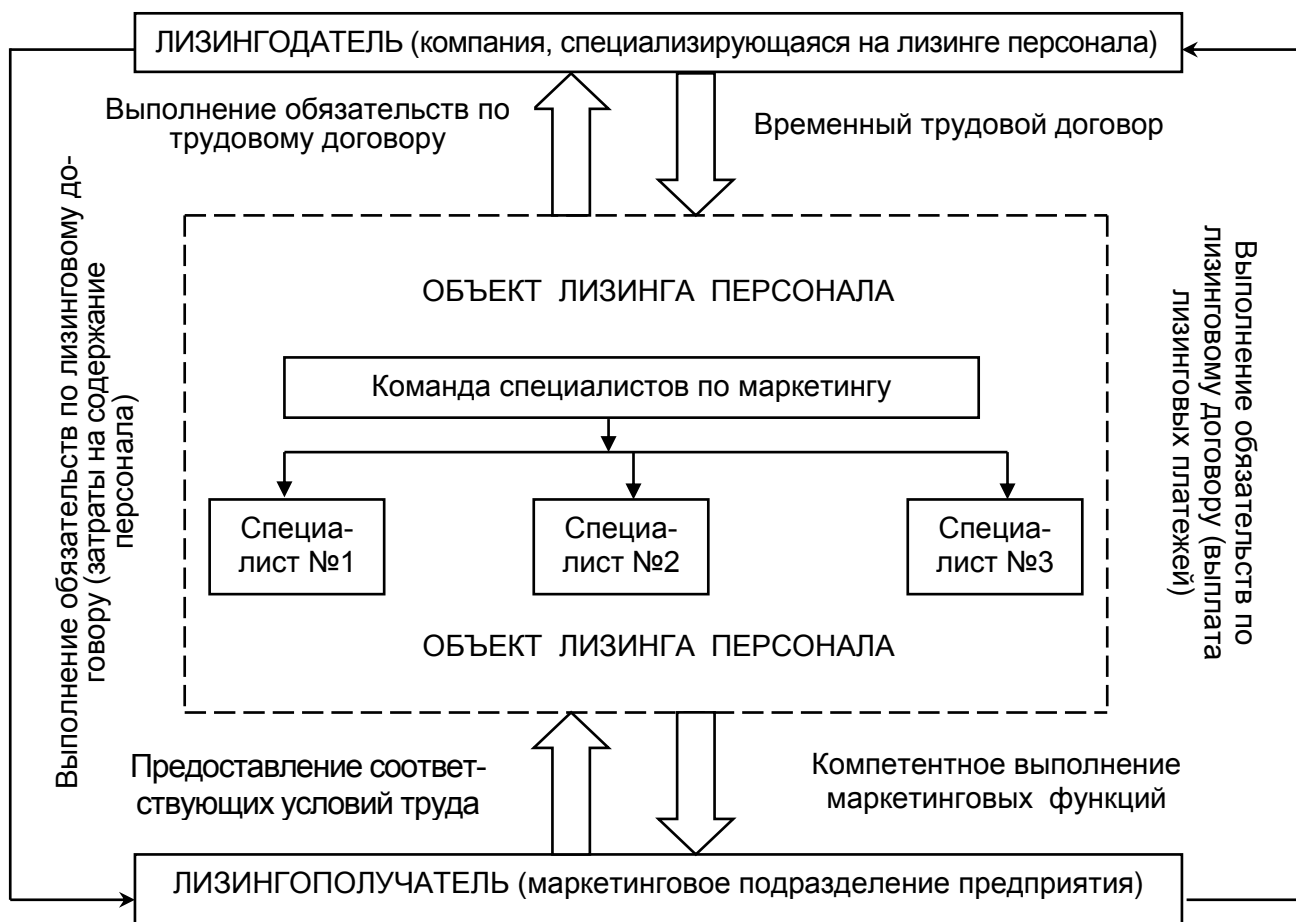 ЛИЗИНГОДАТЕЛЬ (компания, специализирующаяся на лизинге персонала)
Выполнение обязательств по
трудовому договору
Временный трудовой договор
Выполнение обязательств по лизинговому до-
говору (затраты на содержание
персонала)
ОБЪЕКТ ЛИЗИНГА ПЕРСОНАЛА
Команда специалистов по маркетингу
Специа-
лист №1
Специа-
лист №2
Специа-
лист №3
ОБЪЕКТ ЛИЗИНГА ПЕРСОНАЛА
Выполнение обязательств по
лизинговому договору (выплата
лизинговых платежей)
Предоставление соответ-
ствующих условий труда
Компетентное выполнение
маркетинговых функций
ЛИЗИНГОПОЛУЧАТЕЛЬ (маркетинговое подразделение предприятия)